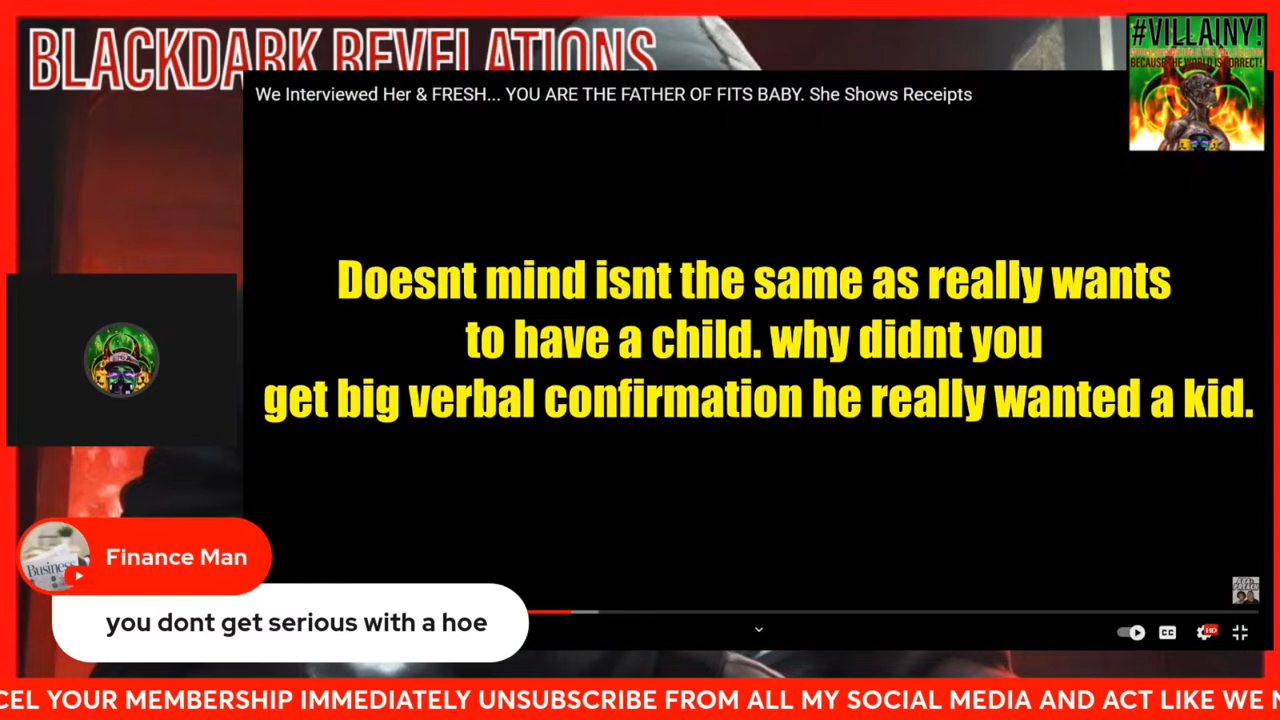 BLACKDARK REVELATIONS
#VILLAINY!
BECAUSE THE WORLD IS CORRECT!
We Interviewed Her & FRESH... YOU ARE THE FATHER OF FITS BABY. She Shows Receipts
Doesnt mind isnt the same as really wants
to have a child. why didnt you
get big verbal confirmation he really wanted a kid.
Business
Finance Man
you dont get serious with a hoe
CC
HD
CEL YOUR MEMBERSHIP IMMEDIATELY UNSUBSCRIBE FROM ALL MY SOCIAL MEDIA AND ACT LIKE WE